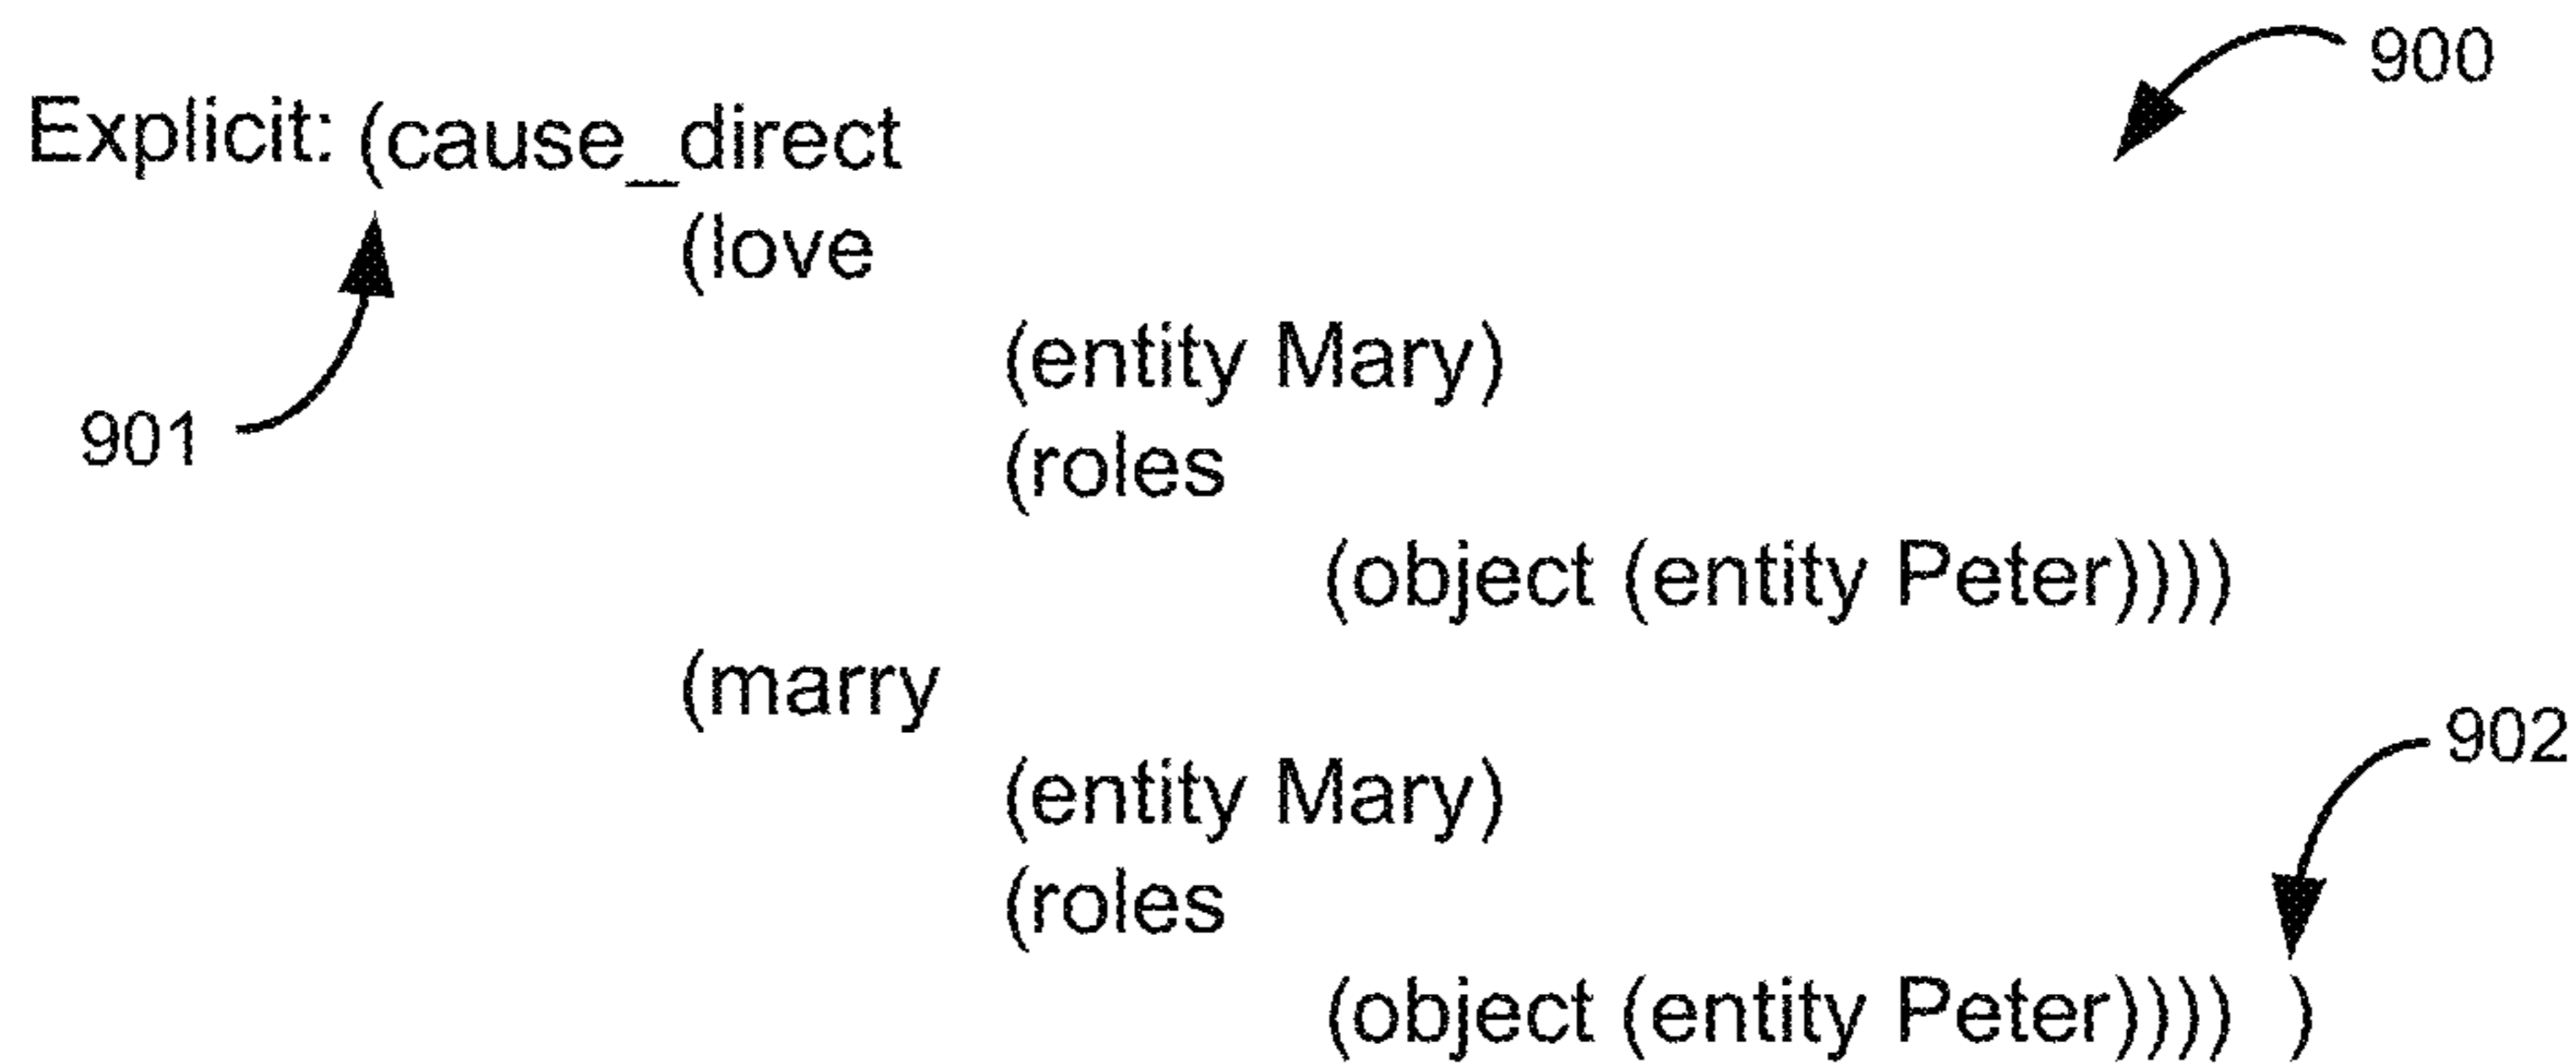 900
Explicit: (cause_direct
(love
(entity Mary)
901
(roles
(object (entity Peter))))
(marry
902
(entity Mary)
(roles
(object (entity Peter)))) )